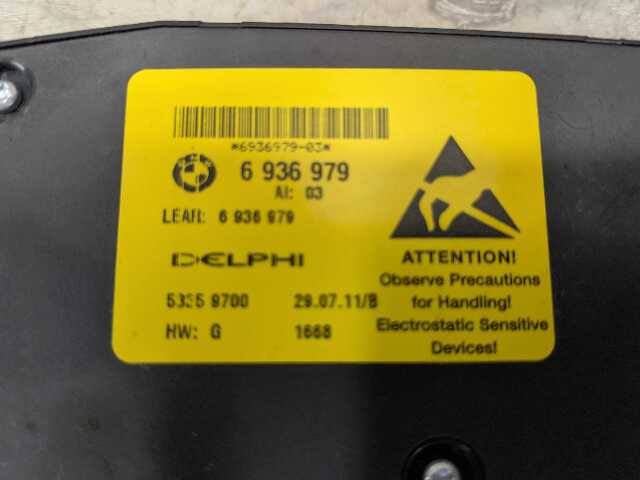 *6936979-03*
BMW
6 936 979
AI: 03
LEAR: 6 936 979
DELPHI
5335 9700 29.07.11/B
HW: G 1668
ATTENTION!
Observe Precautions
for Handling!
Electrostatic Sensitive
Devices!